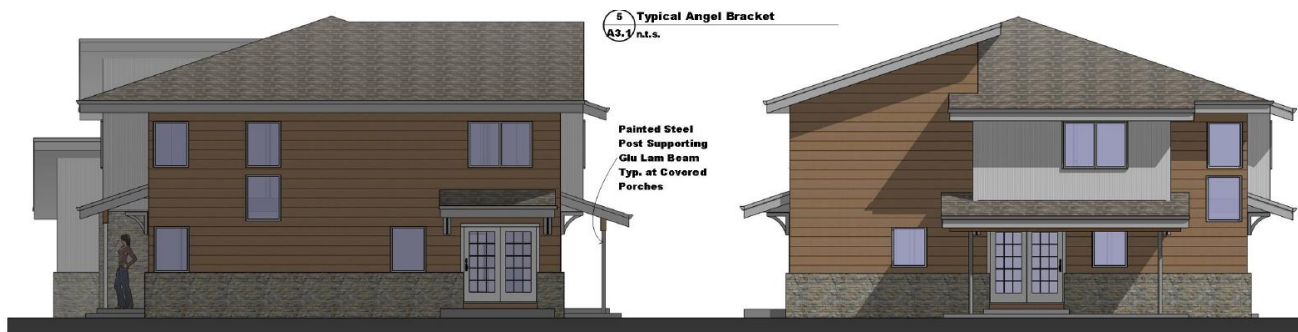 5 Typical Angel Bracket
A3.1 n.t.s.
Painted Steel
Post Supporting
Glu Lam Beam
Typ. at Covered
Porches